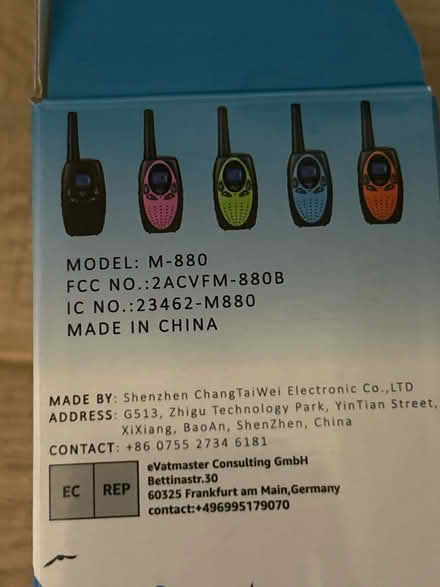 MODEL: M-880
FCC NO.:2ACVFM-880B
IC NO.:23462-M880
MADE IN CHINA
MADE BY: Shenzhen ChangTaiWei Electronic Co.,LTD
ADDRESS: G513, Zhigu Technology Park, YinTian Street,
XiXiang, BaoAn, ShenZhen, China
CONTACT: +86 0755 2734 6181
EC REP
eVatmaster Consulting GmbH
Bettinastr.30
60325 Frankfurt am Main,Germany
contact:+496995179070